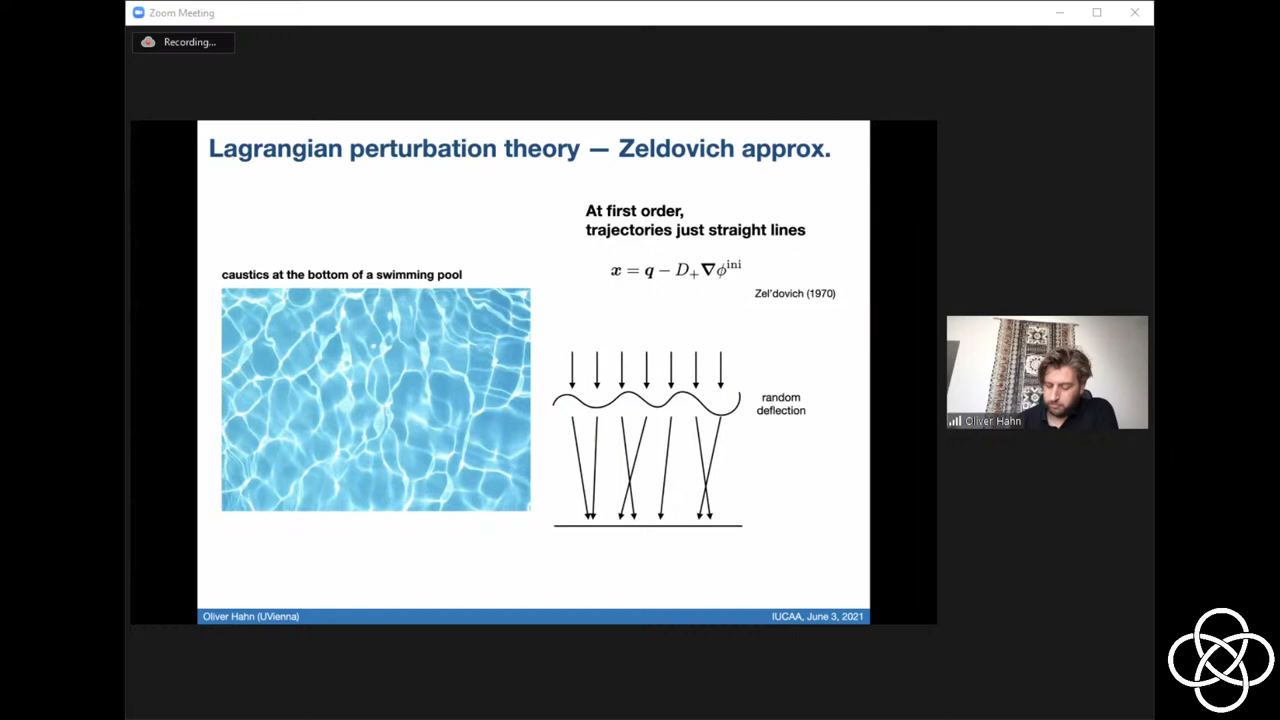 Zoom Meeting
Recording...
Lagrangian perturbation theory — Zeldovich approx.
At first order,
trajectories just straight lines
x = q − D₊∇ϕⁱⁿⁱ
Zel'dovich (1970)
caustics at the bottom of a swimming pool
random
deflection
Oliver Hahn
Oliver Hahn (UVienna)
IUCAA, June 3, 2021